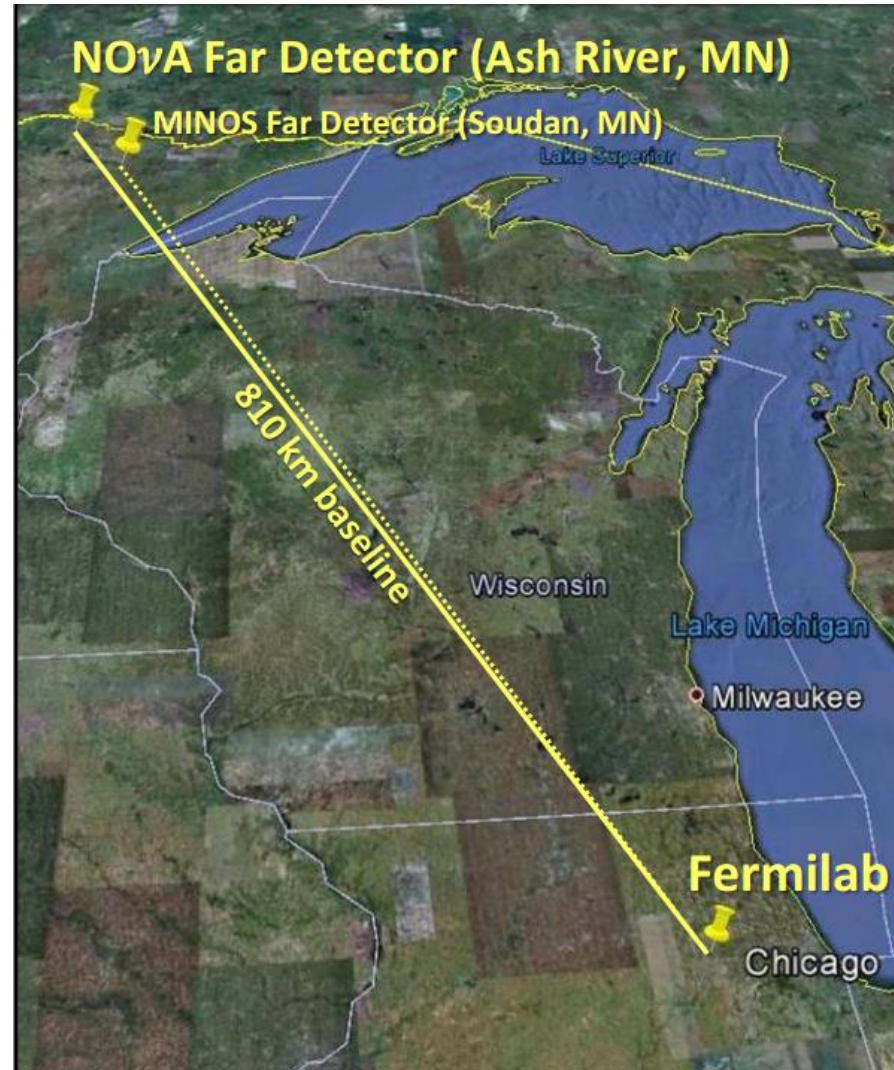 NOνA Far Detector (Ash River, MN)
MINOS Far Detector (Soudan, MN)
Lake Superior
810 km baseline
Wisconsin
Lake Michigan
Milwaukee
Fermilab
Chicago